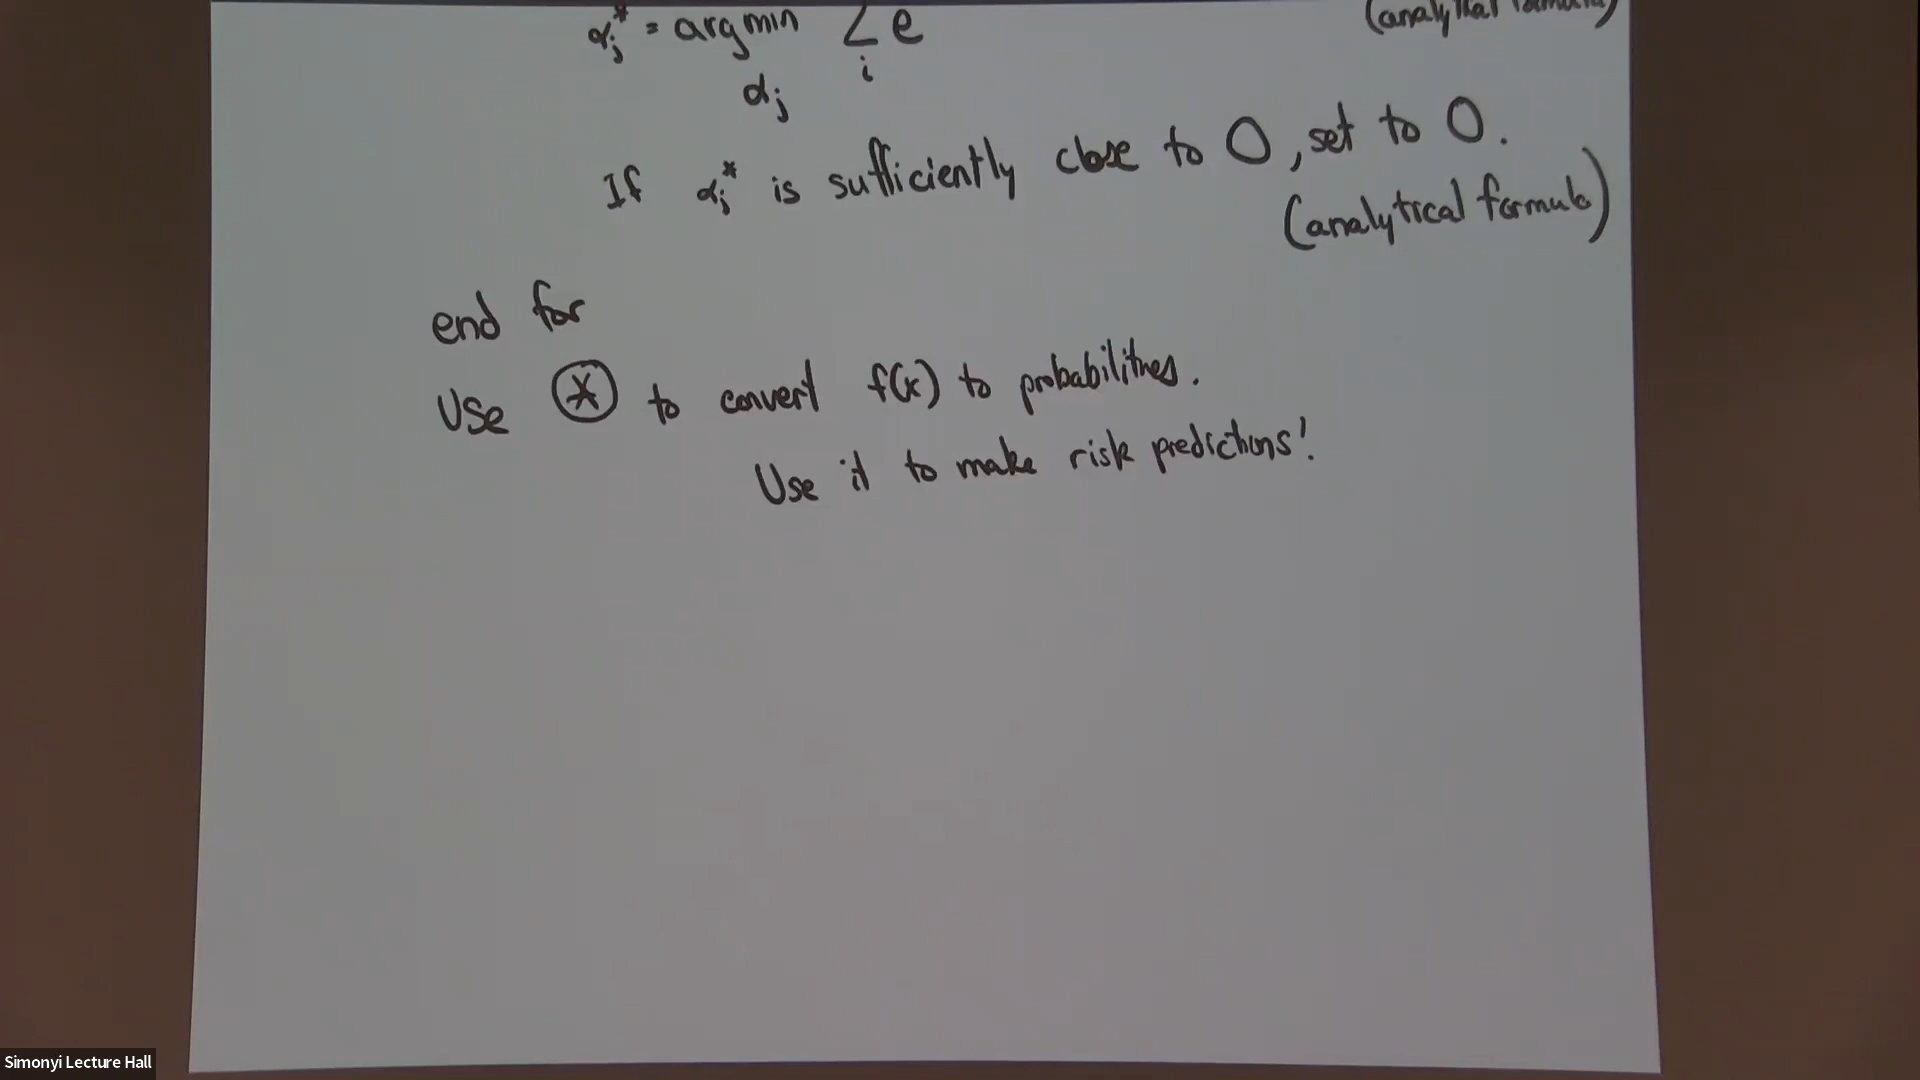 (analytical formula)
αj* = argmin Σ e
αj i
If αj* is sufficiently close to 0, set to 0.
(analytical formula)
end for
Use ⊛ to convert f(x) to probabilities.
Use it to make risk predictions!
Simonyi Lecture Hall